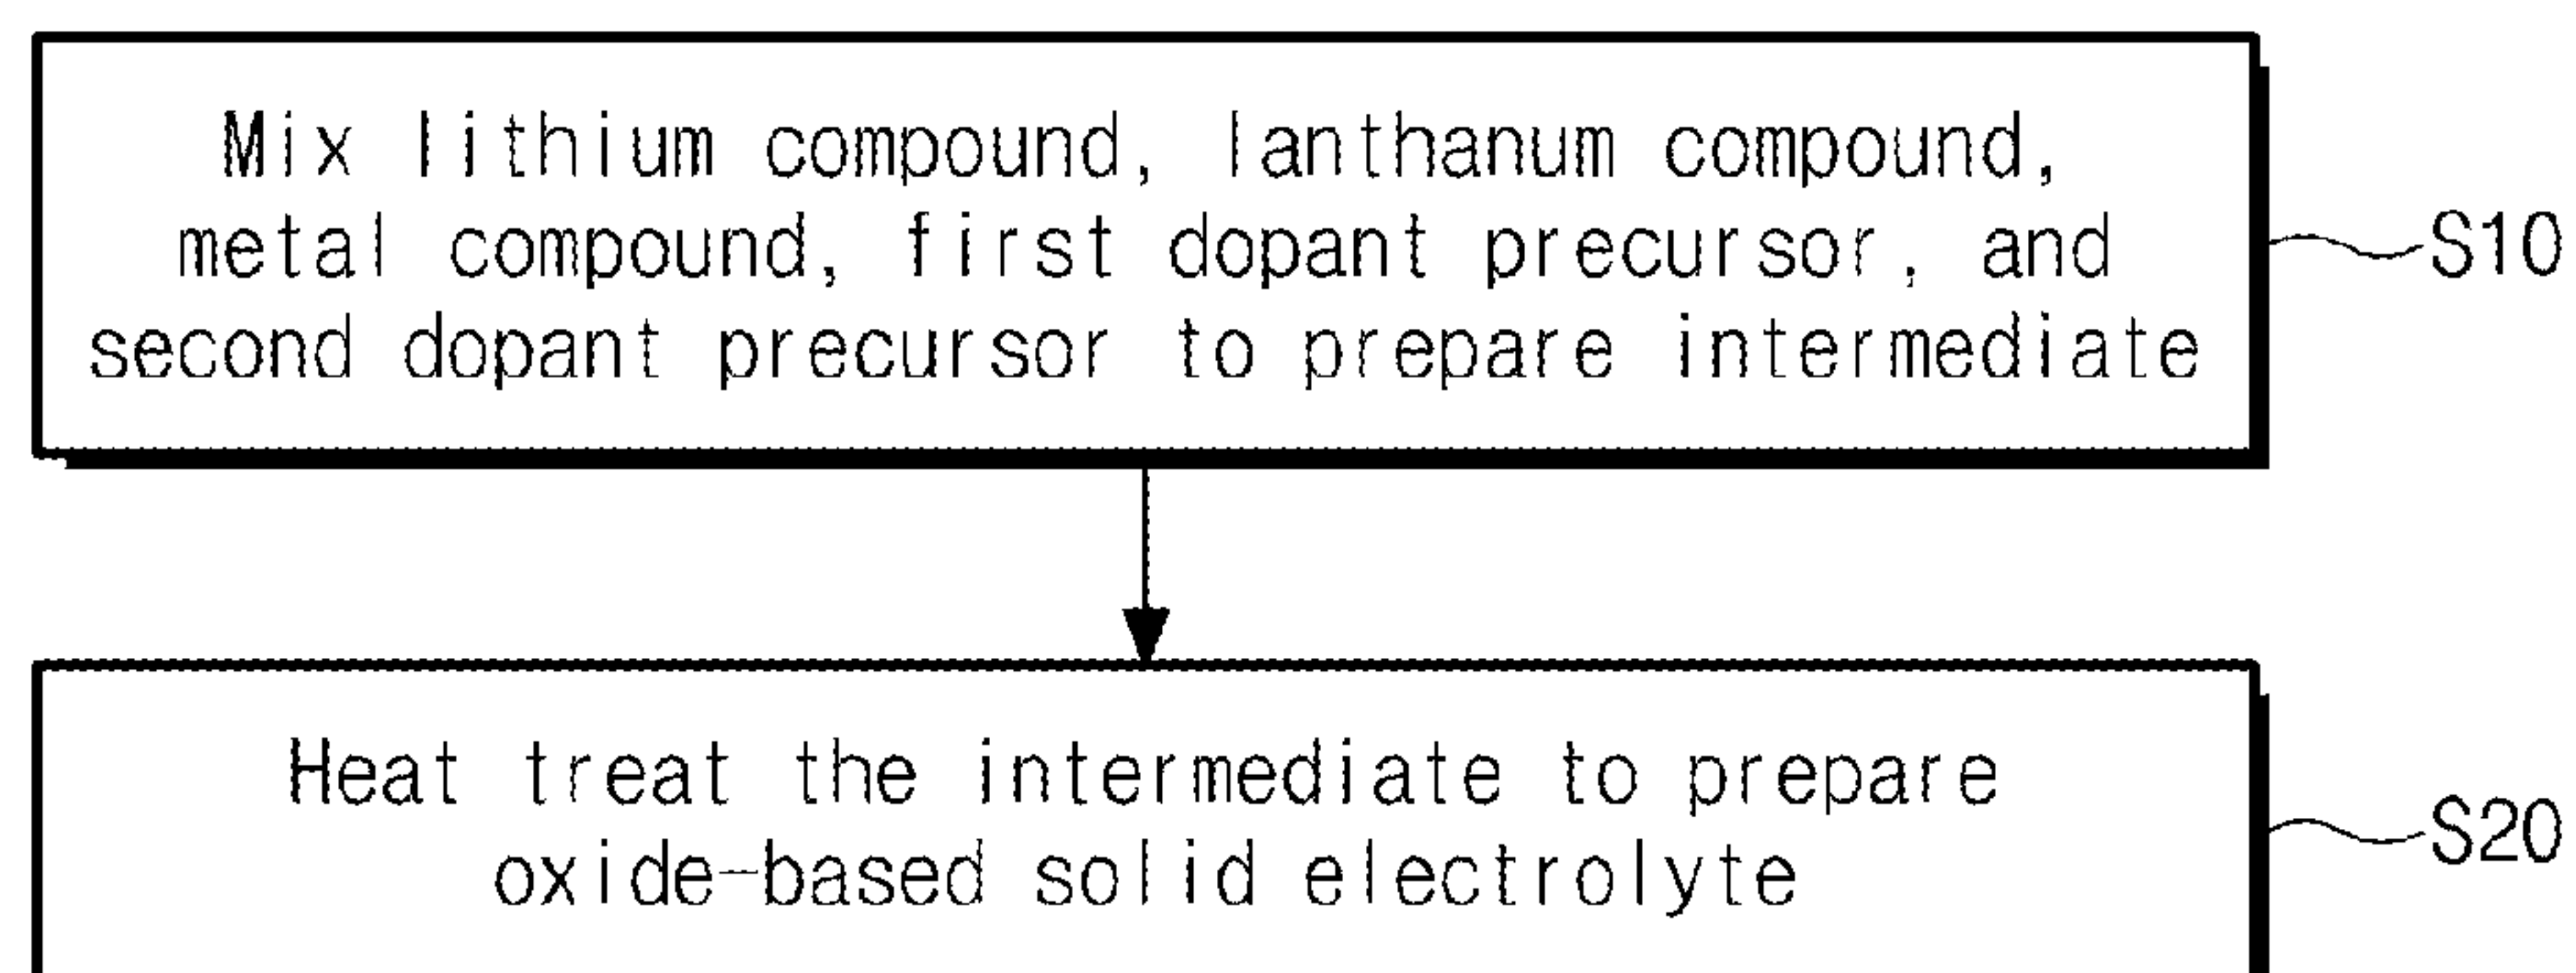 Mix lithium compound, lanthanum compound,
metal compound, first dopant precursor, and
second dopant precursor to prepare intermediate
S10
Heat treat the intermediate to prepare
oxide-based solid electrolyte
S20